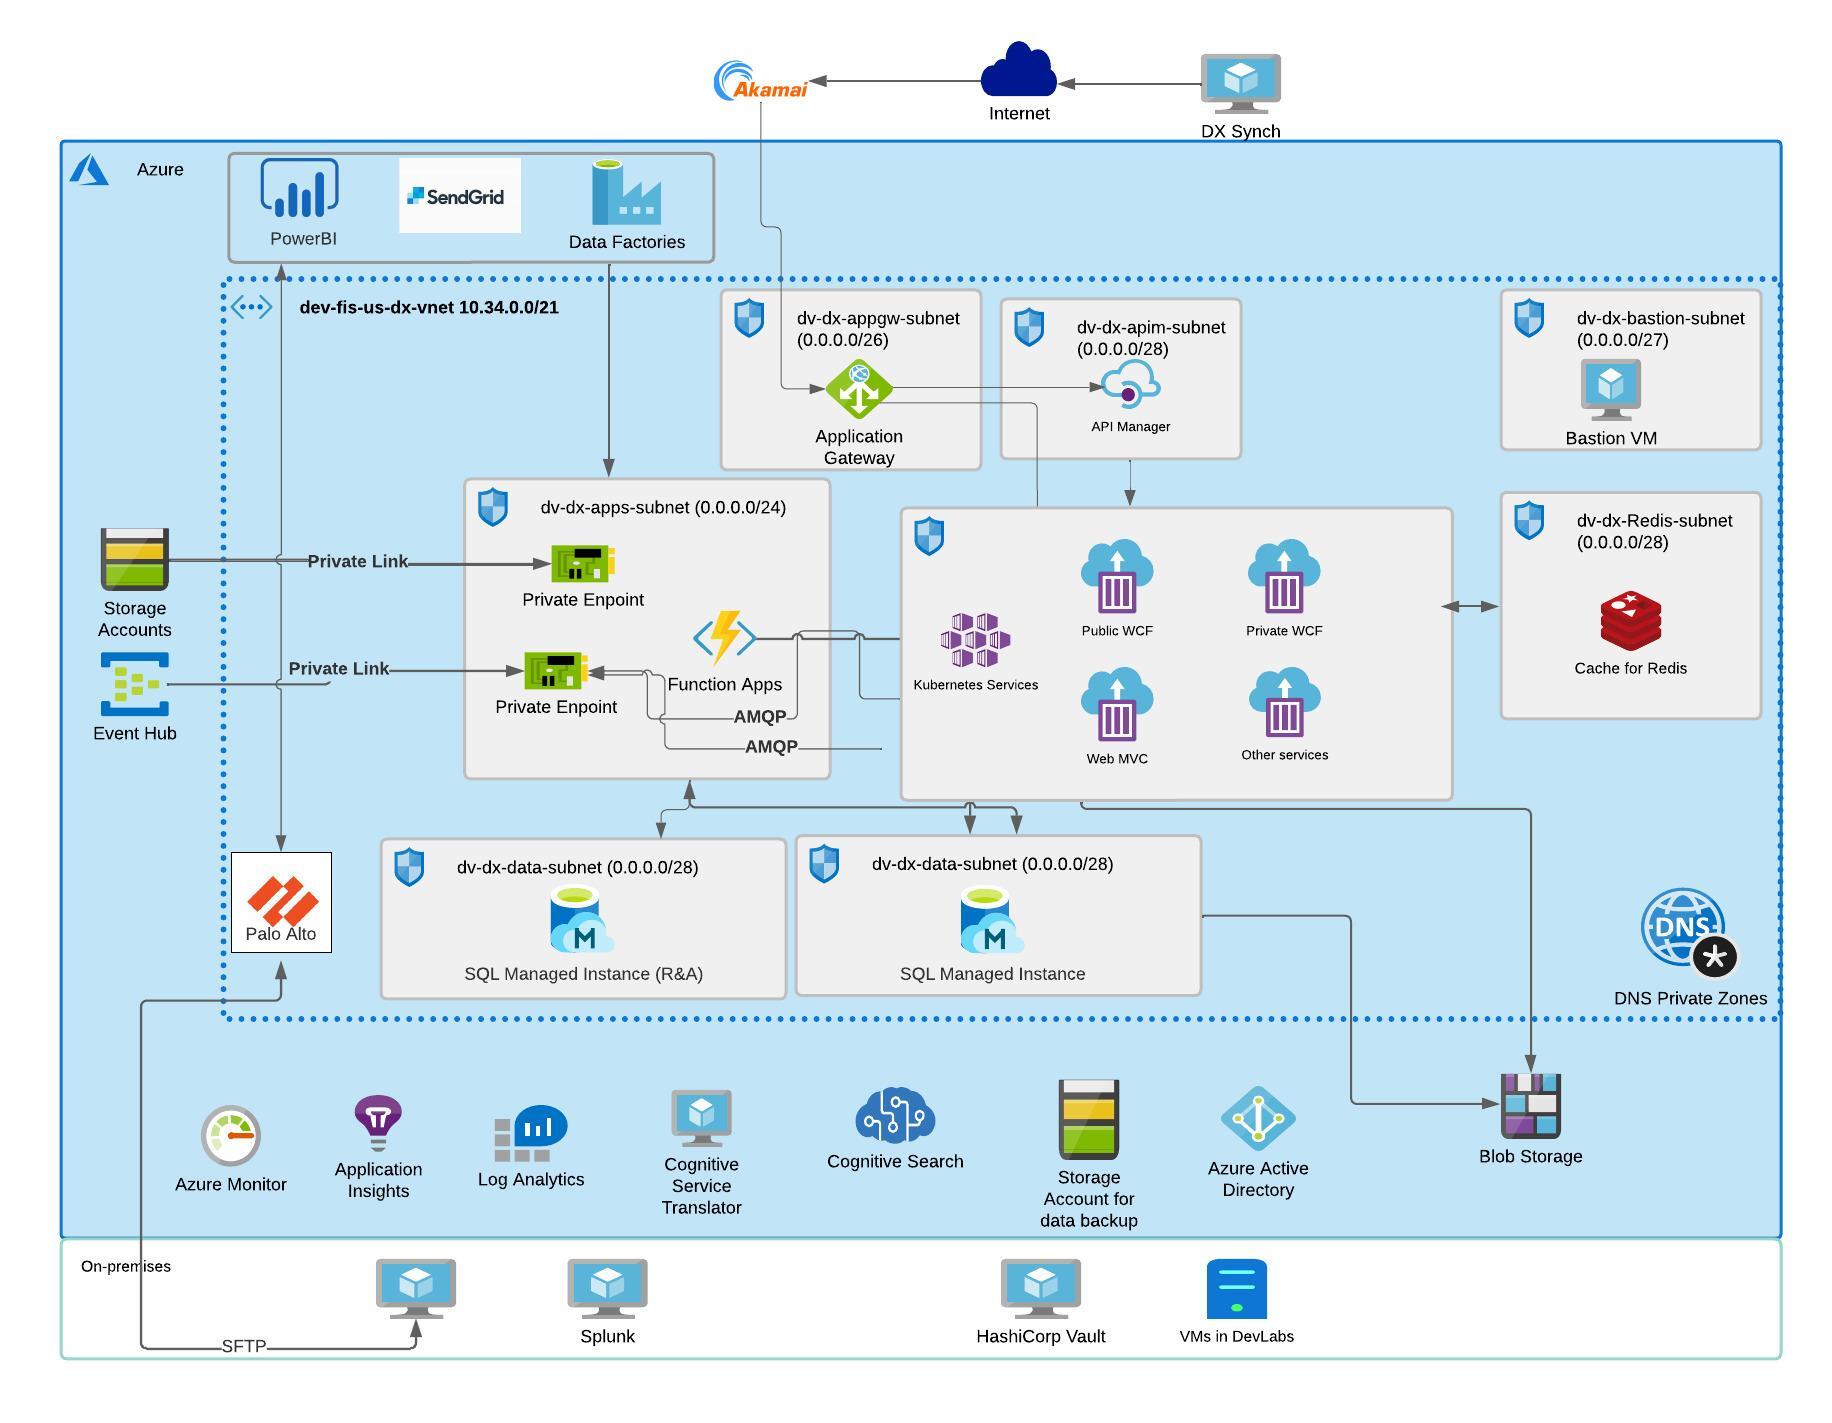 Akamai
Internet
DX Synch
Azure
PowerBI
SendGrid
Data Factories
dev-fis-us-dx-vnet 10.34.0.0/21
dv-dx-appgw-subnet
(0.0.0.0/26)
Application
Gateway
dv-dx-apim-subnet
(0.0.0.0/28)
API Manager
dv-dx-bastion-subnet
(0.0.0.0/27)
Bastion VM
Storage
Accounts
Private Link
Event Hub
Private Link
dv-dx-apps-subnet (0.0.0.0/24)
Private Enpoint
Function Apps
Private Enpoint
AMQP
AMQP
Kubernetes Services
Public WCF
Private WCF
Web MVC
Other services
dv-dx-Redis-subnet
(0.0.0.0/28)
Cache for Redis
Palo Alto
dv-dx-data-subnet (0.0.0.0/28)
M
SQL Managed Instance (R&A)
dv-dx-data-subnet (0.0.0.0/28)
M
SQL Managed Instance
DNS
DNS Private Zones
Azure Monitor
Application
Insights
Log Analytics
Cognitive
Service
Translator
Cognitive Search
Storage
Account for
data backup
Azure Active
Directory
Blob Storage
On-premises
SFTP
Splunk
HashiCorp Vault
VMs in DevLabs